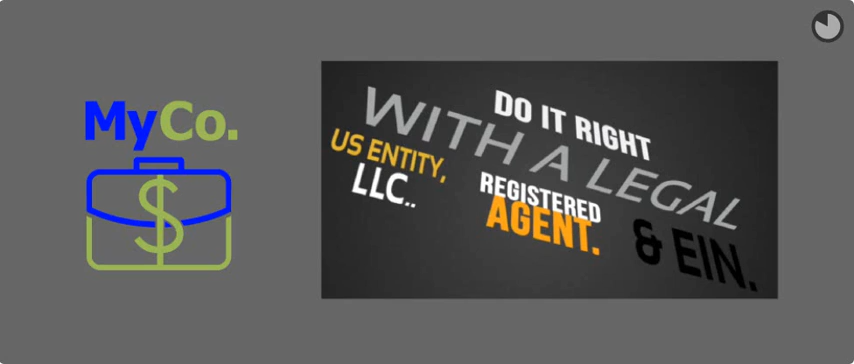 MyCo.
DO IT RIGHT
WITH A LEGAL
US ENTITY,
LLC..
REGISTERED
AGENT.
& EIN.